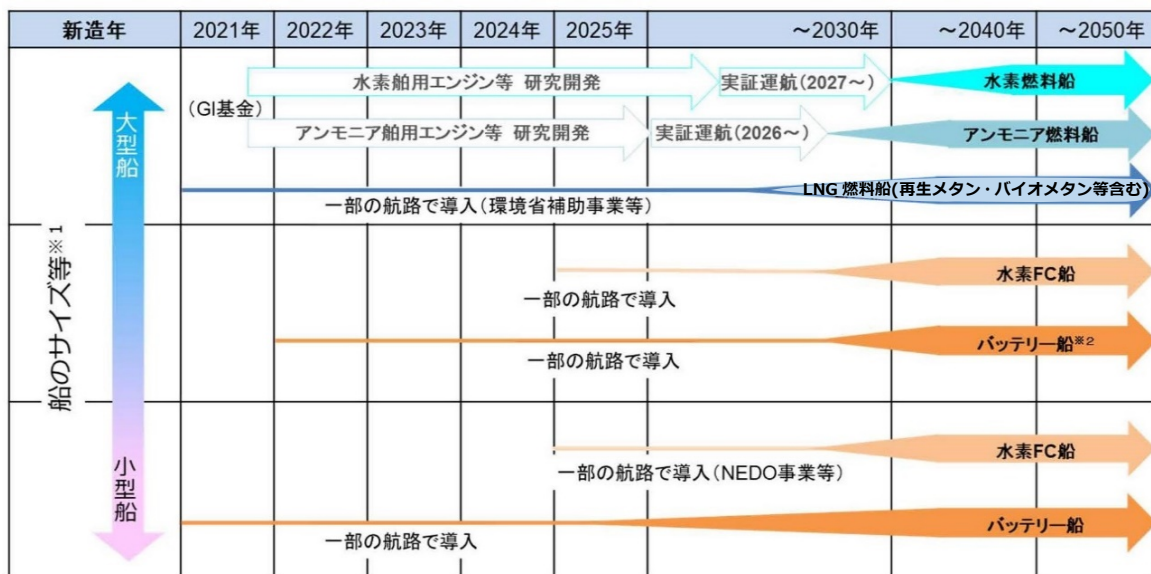 新造年 2021年 2022年 2023年 2024年 2025年 ～2030年 ～2040年 ～2050年
船のサイズ等※1
大型船
小型船
水素舶用エンジン等 研究開発 実証運航(2027～) 水素燃料船
(GI基金)
アンモニア舶用エンジン等 研究開発 実証運航(2026～) アンモニア燃料船
LNG 燃料船(再生メタン・バイオメタン等含む)
一部の航路で導入(環境省補助事業等)
水素FC船
一部の航路で導入
バッテリー船※2
一部の航路で導入
水素FC船
一部の航路で導入(NEDO事業等)
バッテリー船
一部の航路で導入